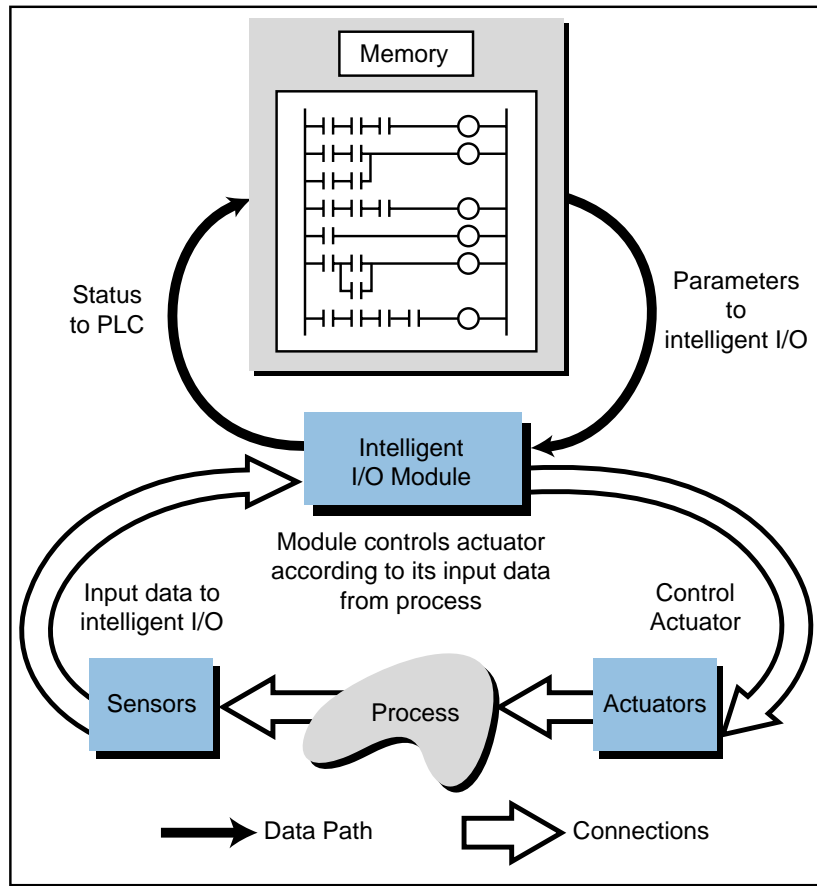 Memory
Status
to PLC
Parameters
to
intelligent I/O
Intelligent
I/O Module
Module controls actuator
according to its input data
from process
Input data to
intelligent I/O
Control
Actuator
Sensors
Process
Actuators
Data Path
Connections